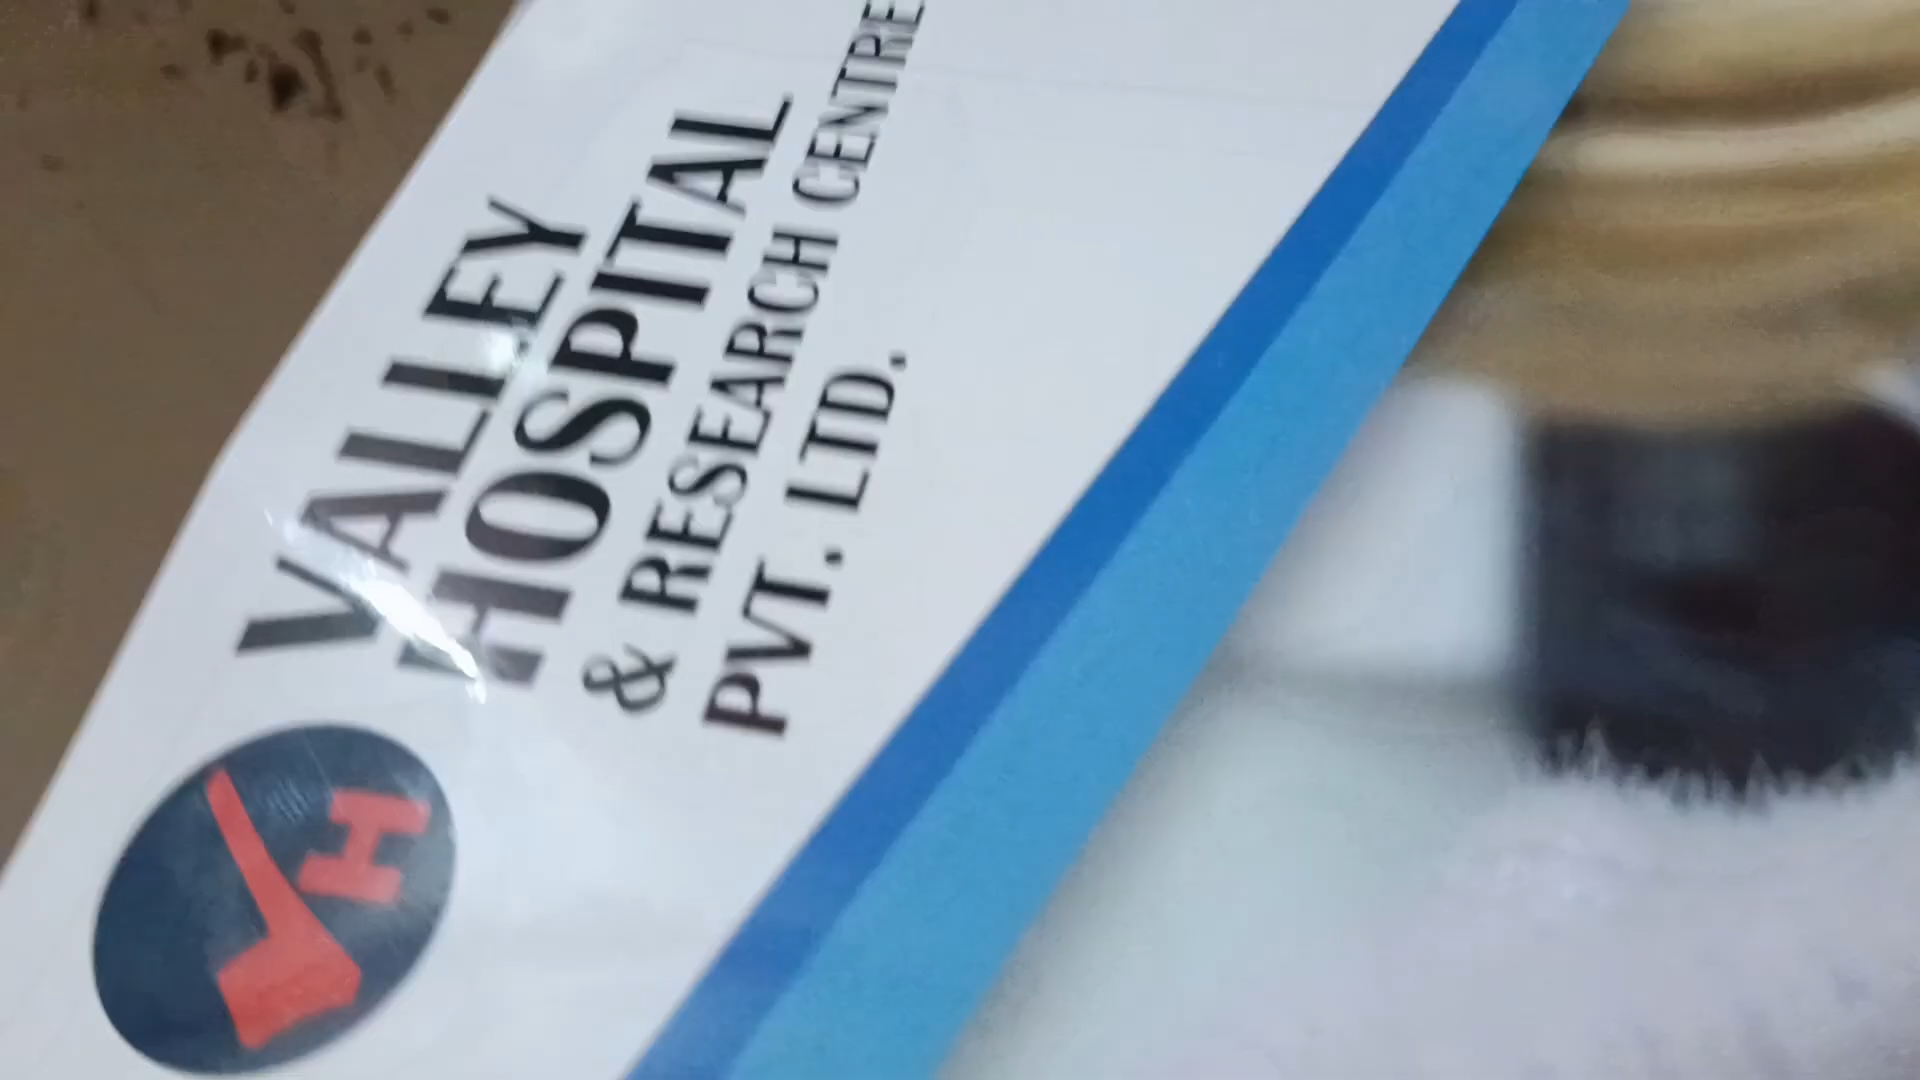 VALLEY
HOSPITAL
& RESEARCH CENTRE
PVT. LTD.
H